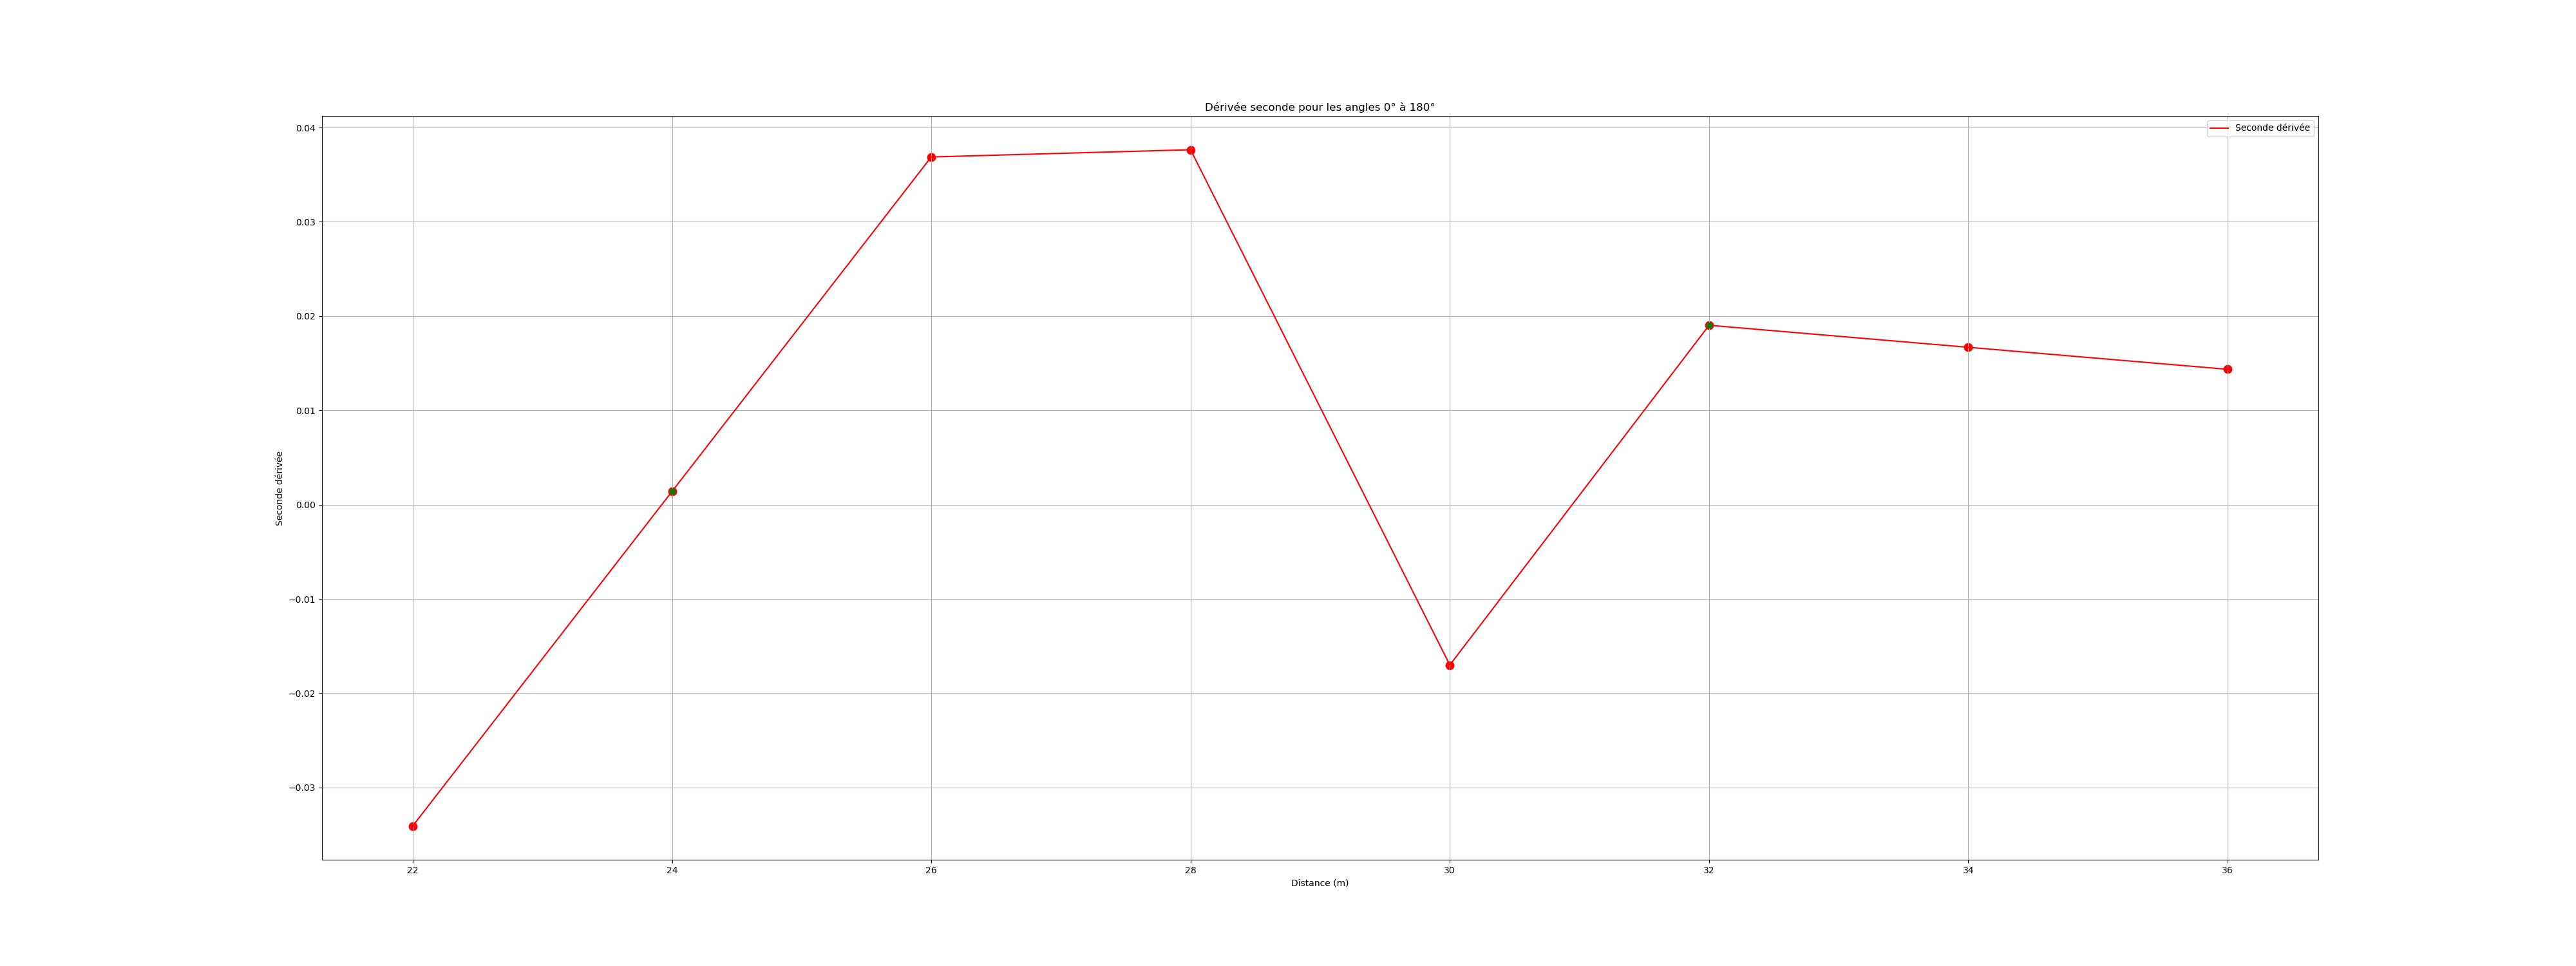 Dérivée seconde pour les angles 0° à 180°
Seconde dérivée
0.04
0.03
0.02
0.01
0.00
−0.01
−0.02
−0.03
Seconde dérivée
22 24 26 28 30 32 34 36
Distance (m)